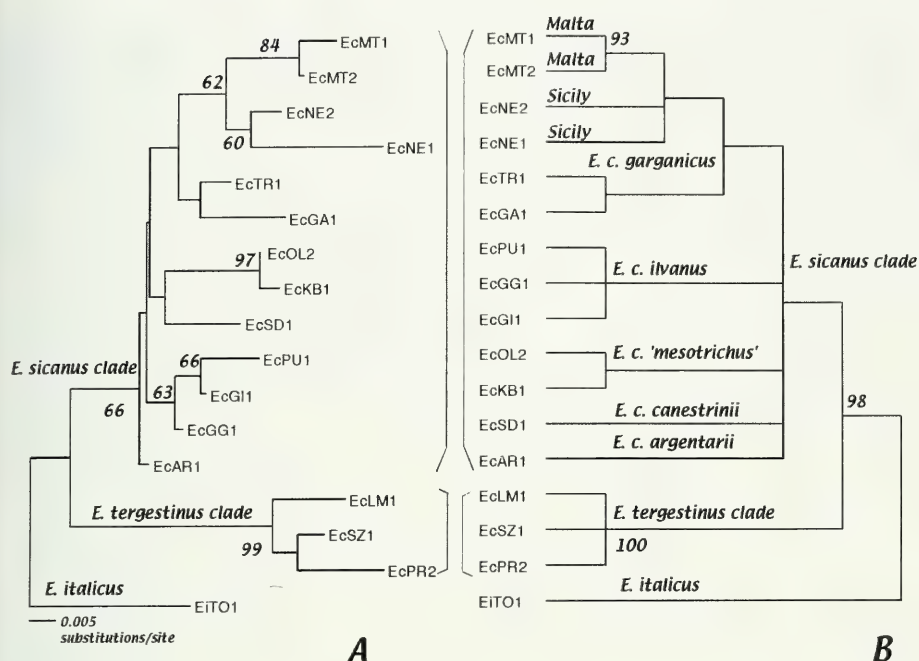 84
EcMT1
EcMT2
62
EcNE2
60
EcNE1
EcTR1
EcGA1
97
EcOL2
EcKB1
EcSD1
E. sicanus clade
66
66
EcPU1
EcGI1
63
EcGG1
EcAR1
E. tergestinus clade
99
EcLM1
EcSZ1
EcPR2
E. italicus
EiTO1
0.005
substitutions/site
A
EcMT1
Malta
93
EcMT2
Malta
EcNE2
Sicily
EcNE1
Sicily
E. c. garganicus
EcTR1
EcGA1
EcPU1
E. c. ilvanus
E. sicanus clade
EcGG1
EcGI1
EcOL2
E. c. 'mesotrichus'
EcKB1
EcSD1
E. c. canestrinii
98
EcAR1
E. c. argentarii
EcLM1
E. tergestinus clade
EcSZ1
100
EcPR2
EiTO1
E. italicus
B